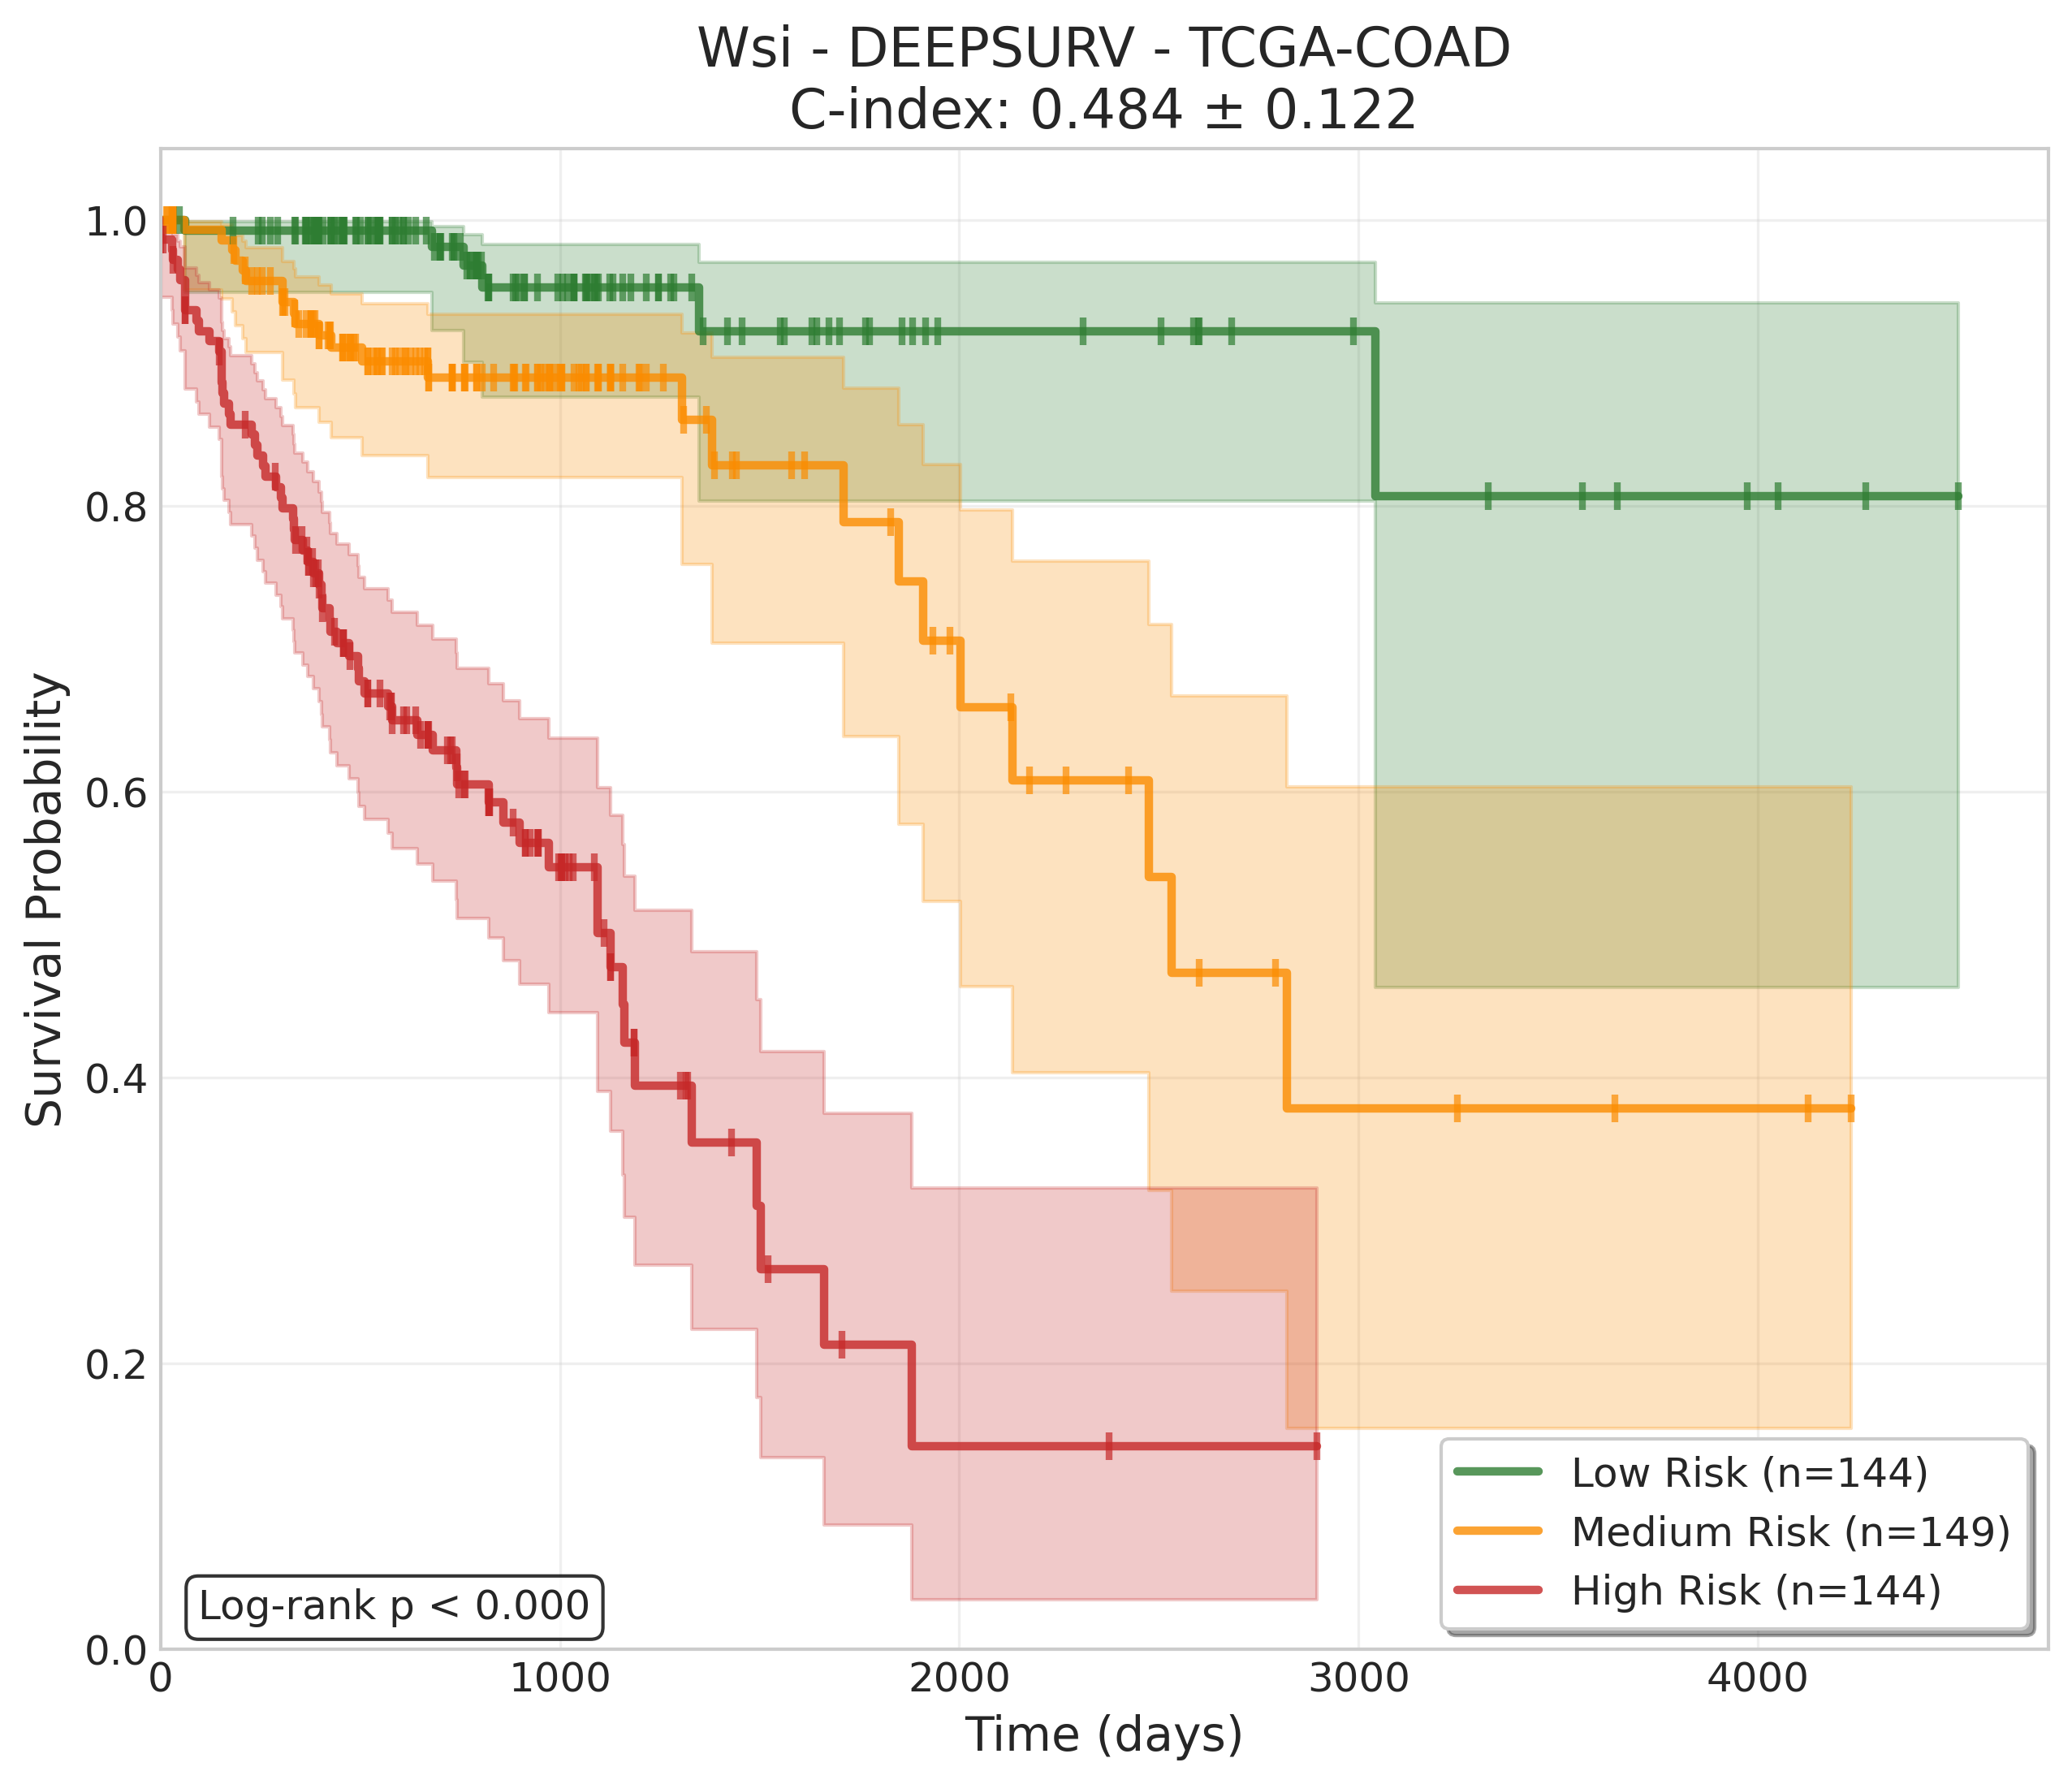 Wsi - DEEPSURV - TCGA-COAD
C-index: 0.484 ± 0.122
Survival Probability
1.0
0.8
0.6
0.4
0.2
0.0
0
1000
2000
3000
4000
Time (days)
Log-rank p < 0.000
Low Risk (n=144)
Medium Risk (n=149)
High Risk (n=144)